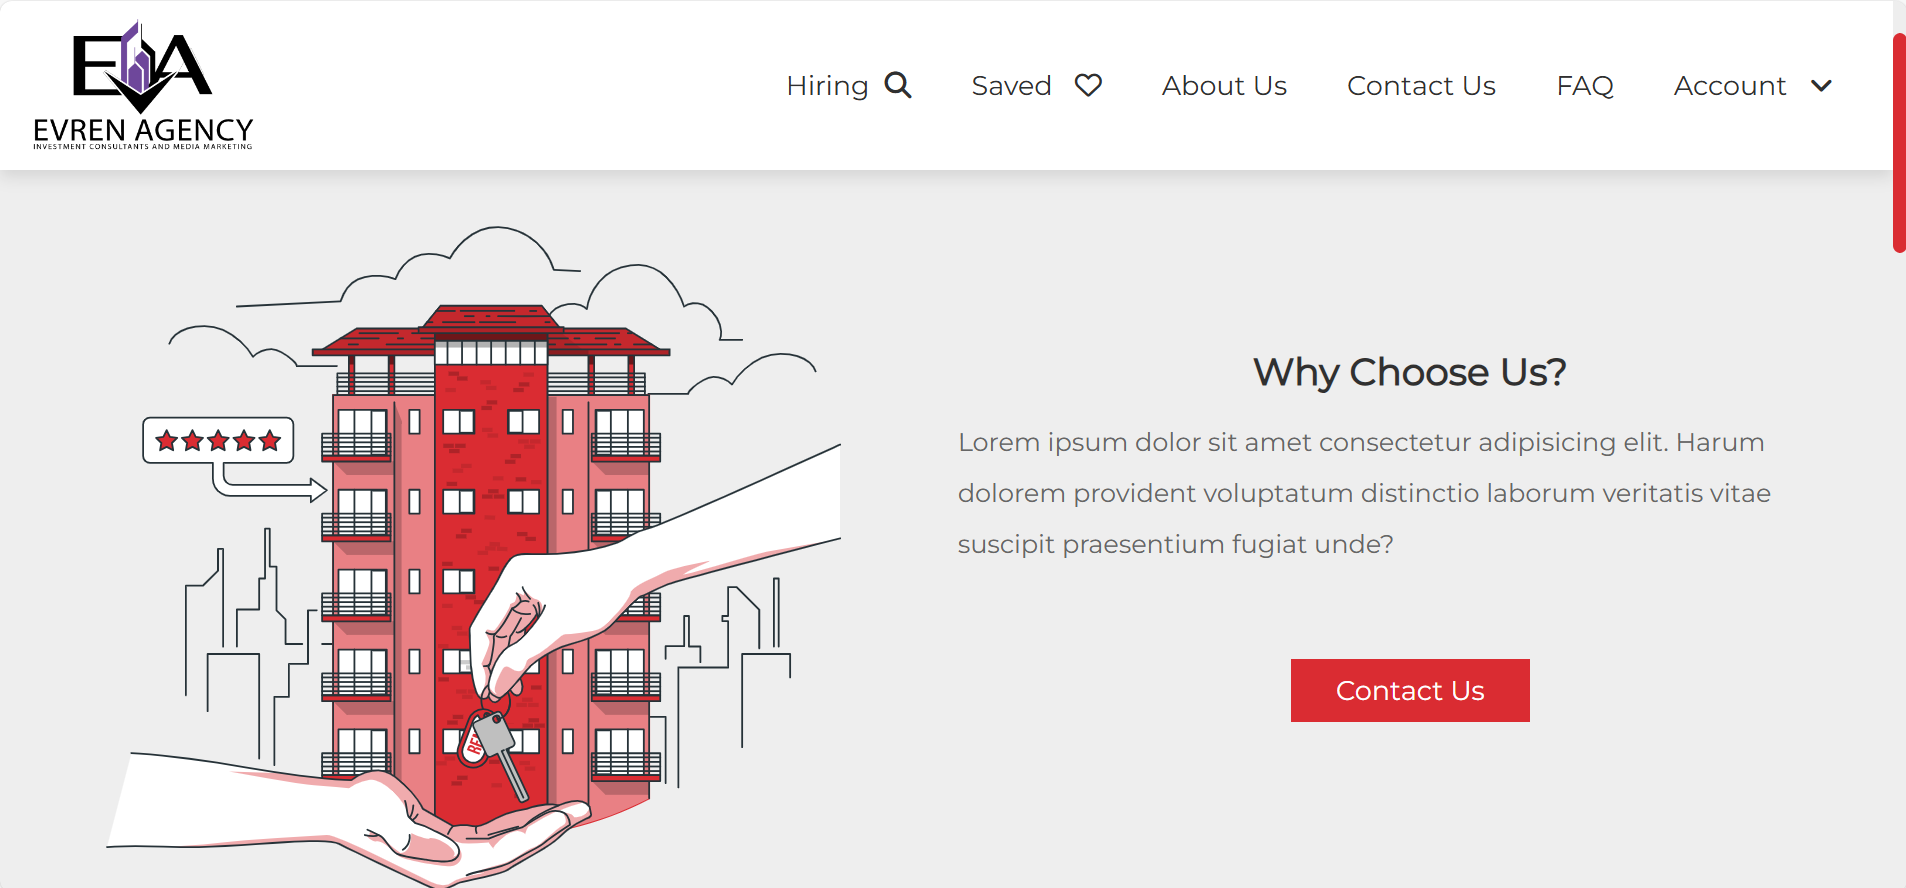 EVREN AGENCY
INVESTMENT CONSULTANTS AND MEDIA MARKETING
Hiring
Saved
About Us
Contact Us
FAQ
Account
Why Choose Us?
Lorem ipsum dolor sit amet consectetur adipisicing elit. Harum
dolorem provident voluptatum distinctio laborum veritatis vitae
suscipit praesentium fugiat unde?
Contact Us